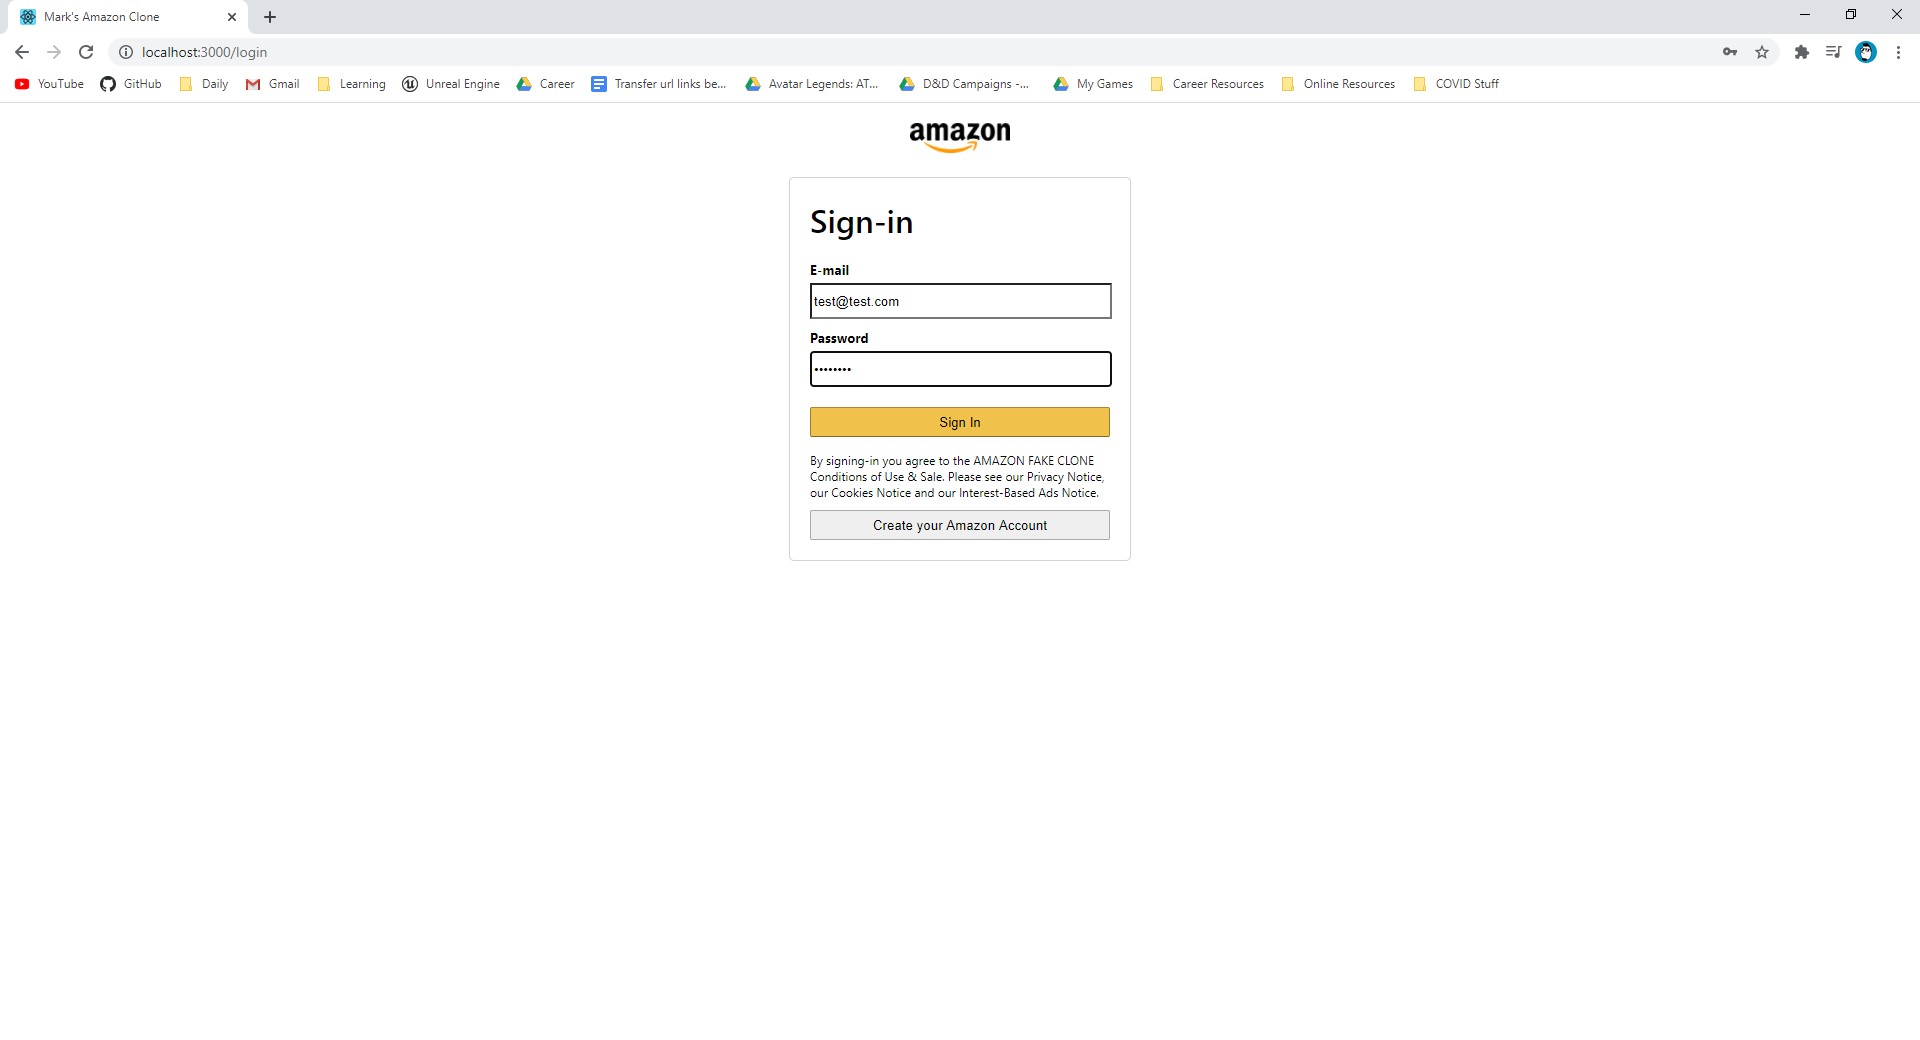 Mark's Amazon Clone
localhost:3000/login
YouTube GitHub Daily Gmail Learning Unreal Engine Career Transfer url links be... Avatar Legends: AT... D&D Campaigns -... My Games Career Resources Online Resources COVID Stuff
amazon
Sign-in
E-mail
test@test.com
Password
••••••••
Sign In
By signing-in you agree to the AMAZON FAKE CLONE
Conditions of Use & Sale. Please see our Privacy Notice,
our Cookies Notice and our Interest-Based Ads Notice.
Create your Amazon Account